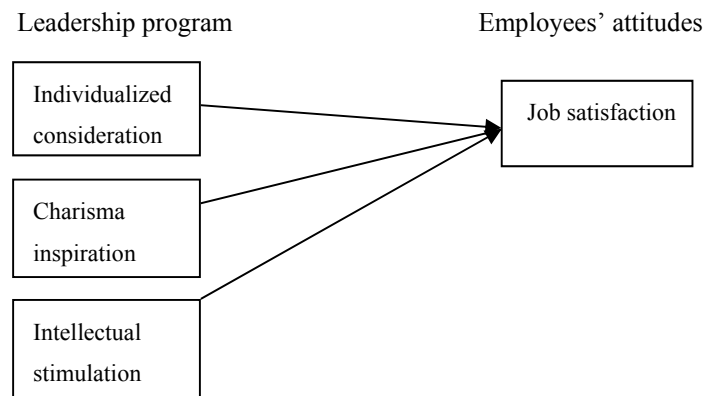 Leadership program
Employees’ attitudes
Individualized
consideration
Job satisfaction
Charisma
inspiration
Intellectual
stimulation